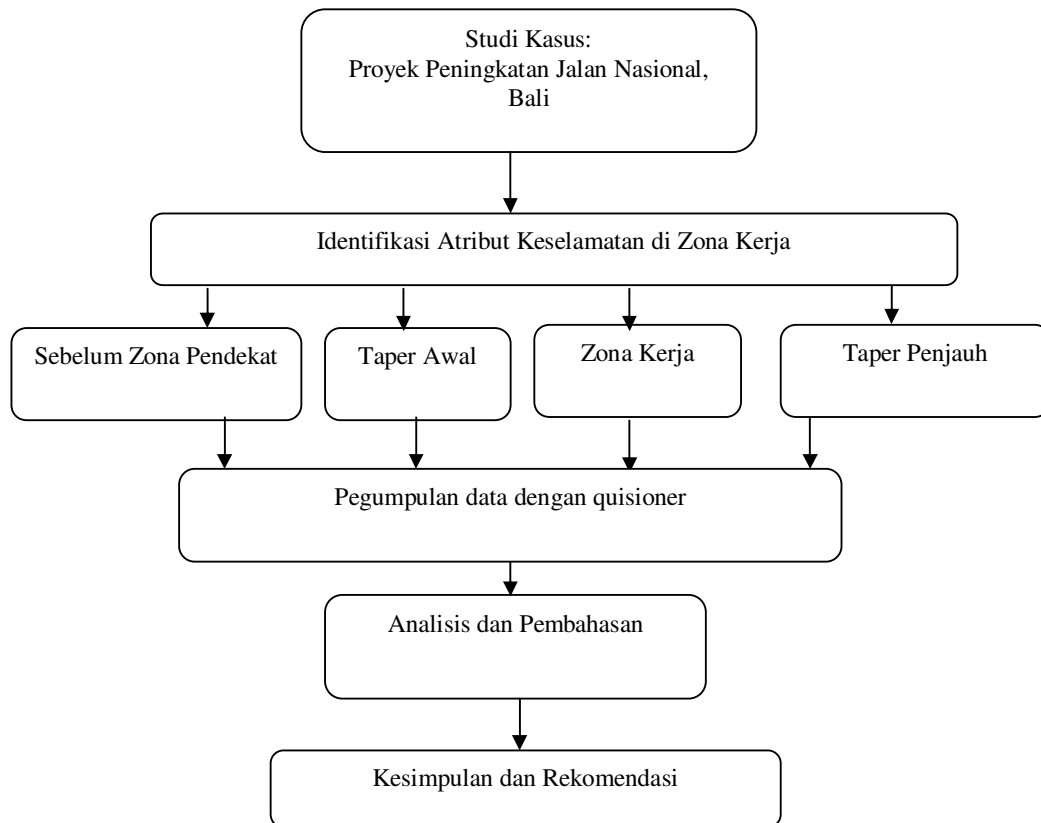 Studi Kasus:
Proyek Peningkatan Jalan Nasional,
Bali
Identifikasi Atribut Keselamatan di Zona Kerja
Sebelum Zona Pendekat
Taper Awal
Zona Kerja
Taper Penjauh
Pegumpulan data dengan quisioner
Analisis dan Pembahasan
Kesimpulan dan Rekomendasi